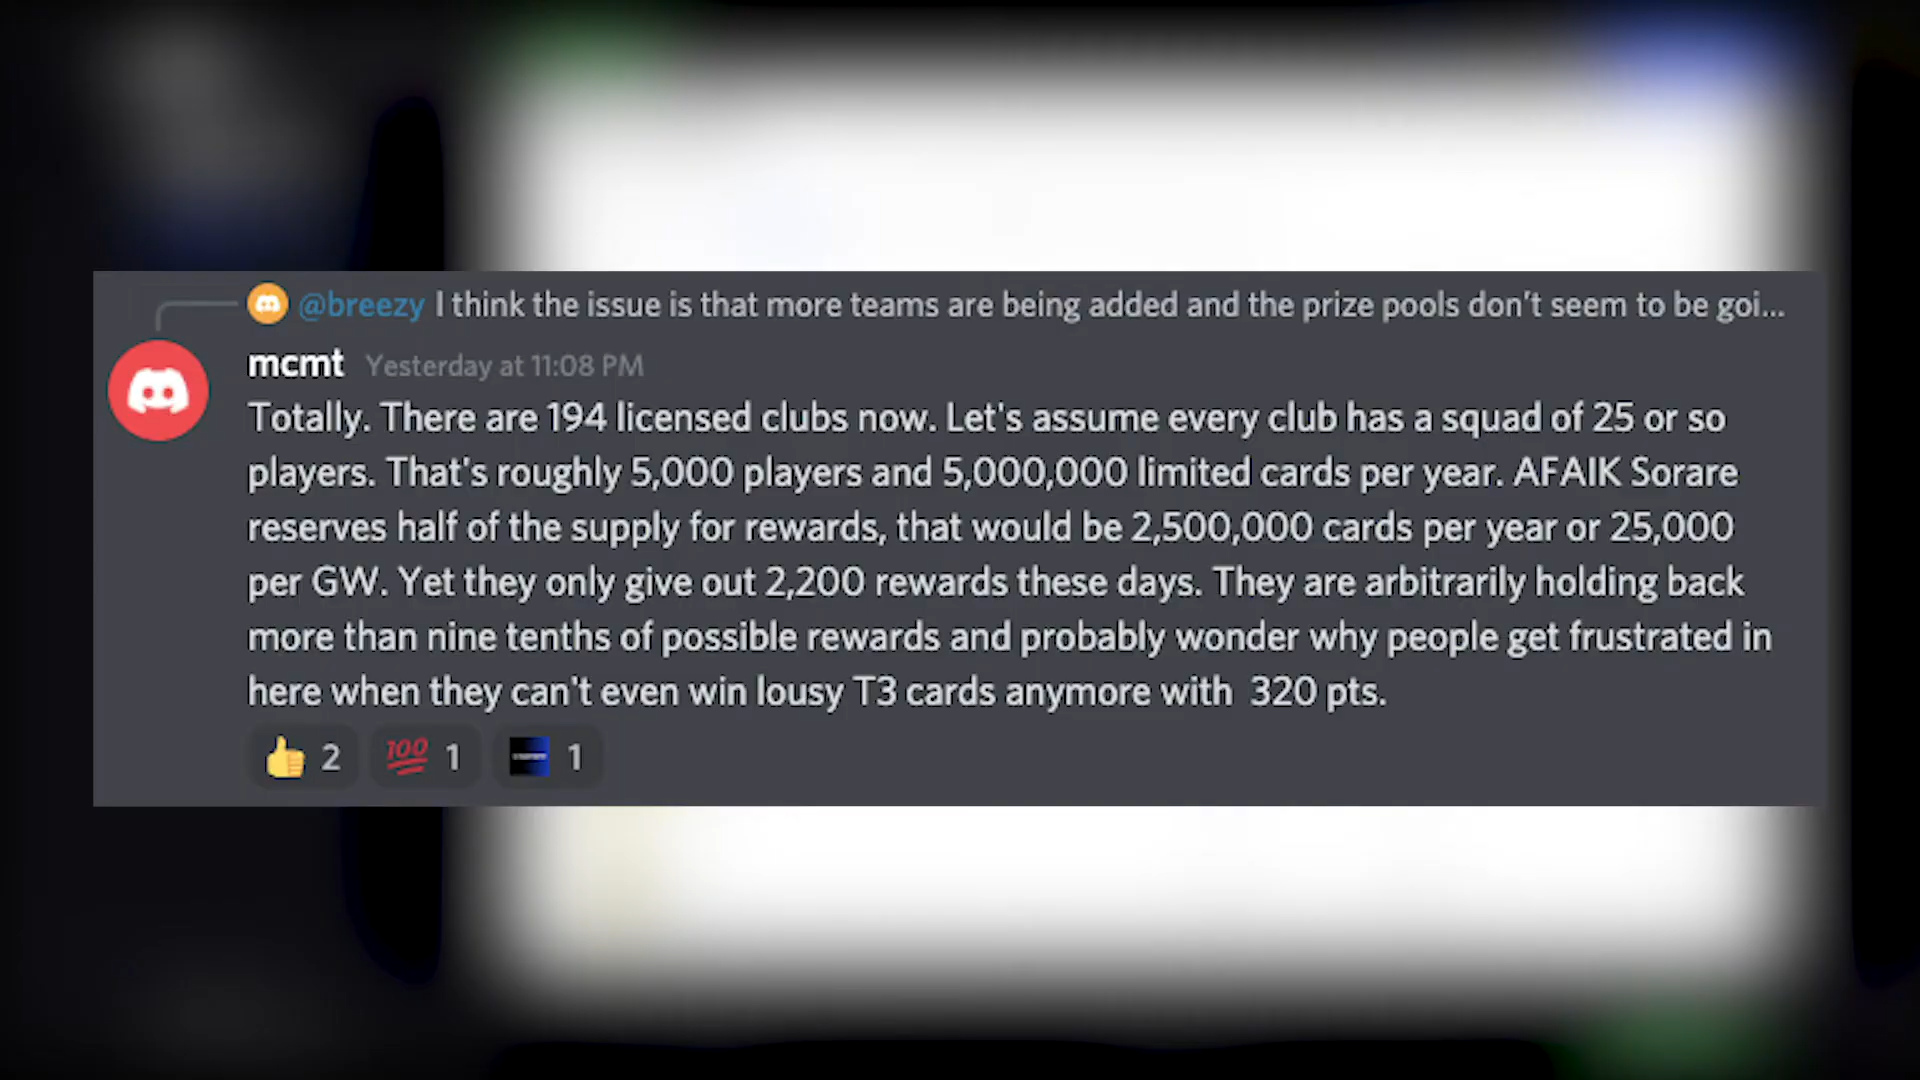 @breezy I think the issue is that more teams are being added and the prize pools don't seem to be goi...
mcmt Yesterday at 11:08 PM
Totally. There are 194 licensed clubs now. Let's assume every club has a squad of 25 or so
players. That's roughly 5,000 players and 5,000,000 limited cards per year. AFAIK Sorare
reserves half of the supply for rewards, that would be 2,500,000 cards per year or 25,000
per GW. Yet they only give out 2,200 rewards these days. They are arbitrarily holding back
more than nine tenths of possible rewards and probably wonder why people get frustrated in
here when they can't even win lousy T3 cards anymore with  320 pts.
2 100 1 1